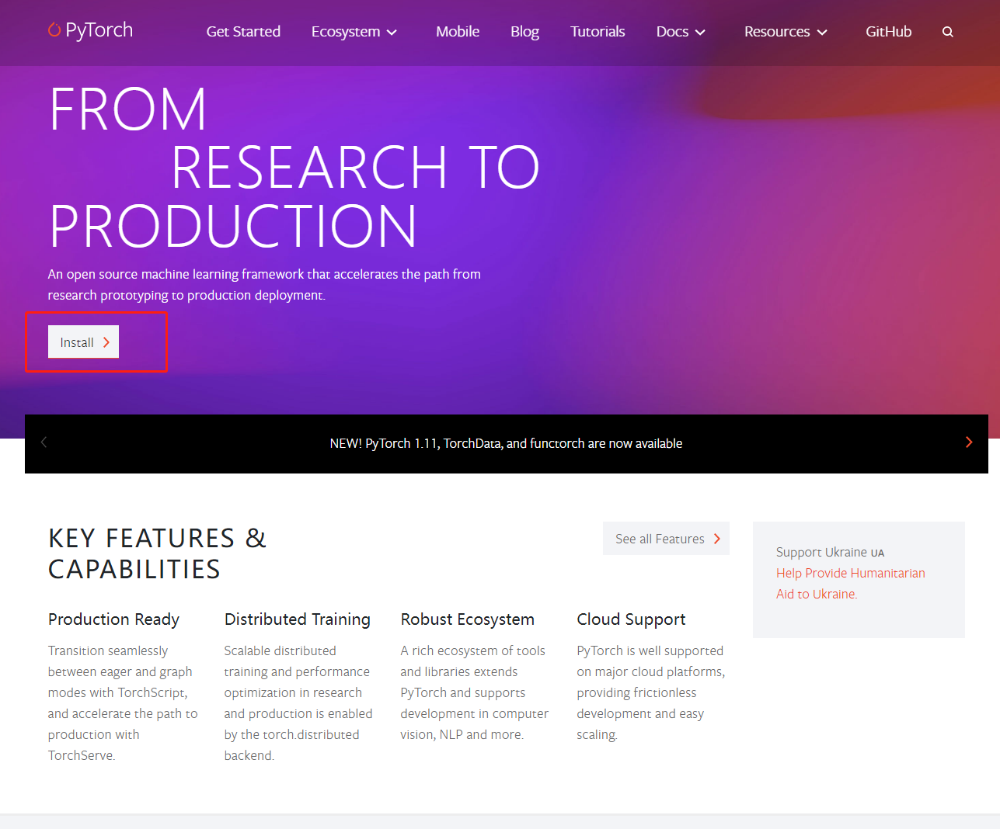 PyTorch
Get Started Ecosystem Mobile Blog Tutorials Docs Resources GitHub
FROM
RESEARCH TO
PRODUCTION
An open source machine learning framework that accelerates the path from
research prototyping to production deployment.
Install
NEW! PyTorch 1.11, TorchData, and functorch are now available
KEY FEATURES &
CAPABILITIES
See all Features
Support Ukraine UA
Help Provide Humanitarian
Aid to Ukraine.
Production Ready
Transition seamlessly
between eager and graph
modes with TorchScript,
and accelerate the path to
production with
TorchServe.
Distributed Training
Scalable distributed
training and performance
optimization in research
and production is enabled
by the torch.distributed
backend.
Robust Ecosystem
A rich ecosystem of tools
and libraries extends
PyTorch and supports
development in computer
vision, NLP and more.
Cloud Support
PyTorch is well supported
on major cloud platforms,
providing frictionless
development and easy
scaling.